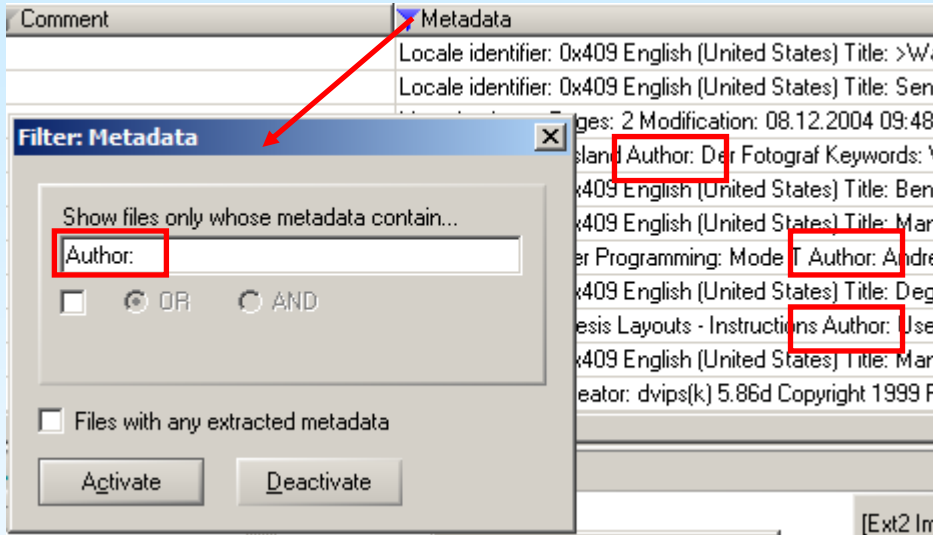 Comment Metadata
Locale identifier: 0x409 English (United States) Title: >Wa
Locale identifier: 0x409 English (United States) Title: Sen
ges: 2 Modification: 08.12.2004 09:48
Filter: Metadata
sland Author: Der Fotograf Keywords:
x409 English (United States) Title: Ben
Show files only whose metadata contain...
x409 English (United States) Title: Mar
Author:
er Programming: Mode T Author: Andre
OR AND
x409 English (United States) Title: Deg
esis Layouts - Instructions Author: Use
x409 English (United States) Title: Mar
eator: dvips(k) 5.86d Copyright 1999
Files with any extracted metadata
Activate Deactivate
[Ext2 Im